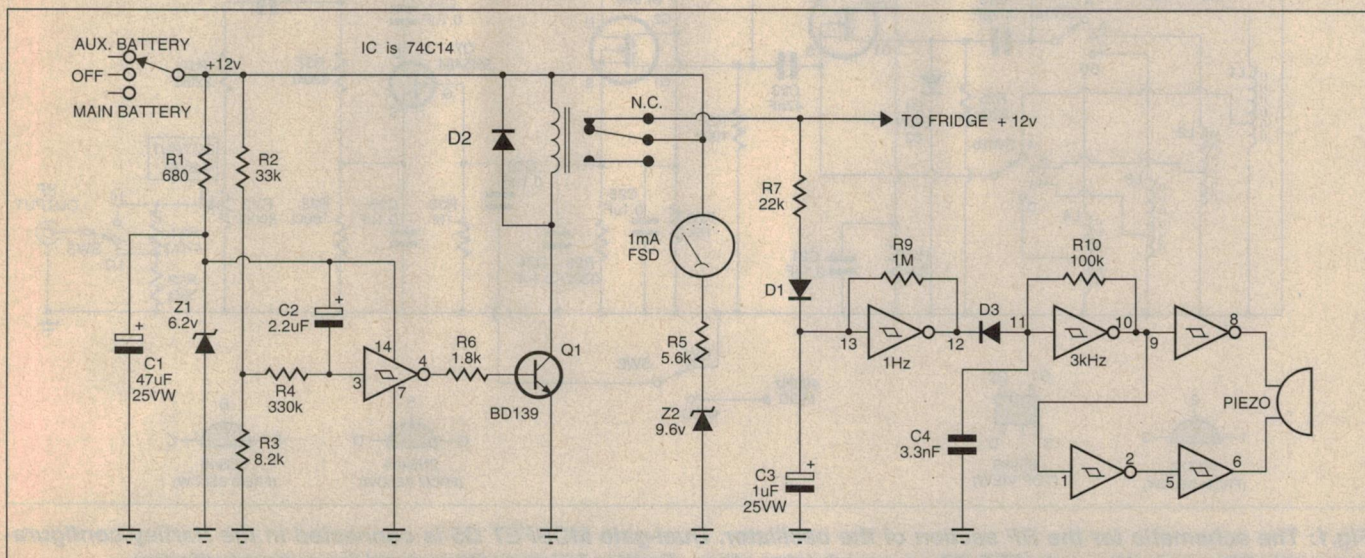 AUX. BATTERY
OFF
MAIN BATTERY
+12v
IC is 74C14
R1
680
R2
33k
D2
N.C.
TO FRIDGE + 12v
R7
22k
1mA
FSD
R9
1M
R10
100k
D1
D3
13
12
11
10
9
8
1Hz
3kHz
Z1
6.2v
C2
2.2uF
+
+
C1
47uF
25VW
R4
330k
14
3
4
7
R6
1.8k
Q1
BD139
R5
5.6k
Z2
9.6v
R3
8.2k
C3
1uF
25VW
+
C4
3.3nF
1
2
5
6
PIEZO